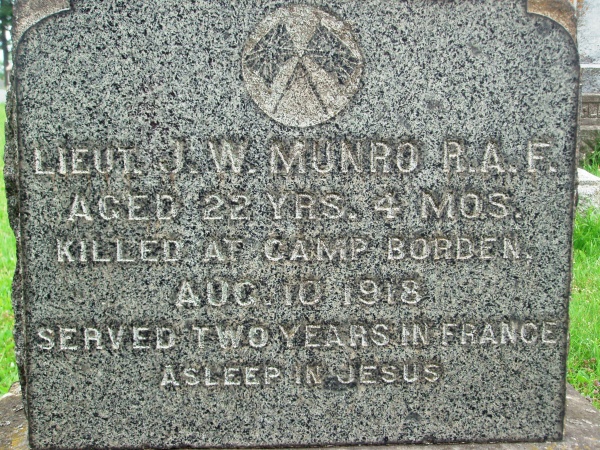 LIEUT. J. W. MUNRO R.A.F.
AGED 22 YRS. 4 MOS.
KILLED AT CAMP BORDEN.
AUG. 10 1918
SERVED TWO YEARS IN FRANCE
ASLEEP IN JESUS